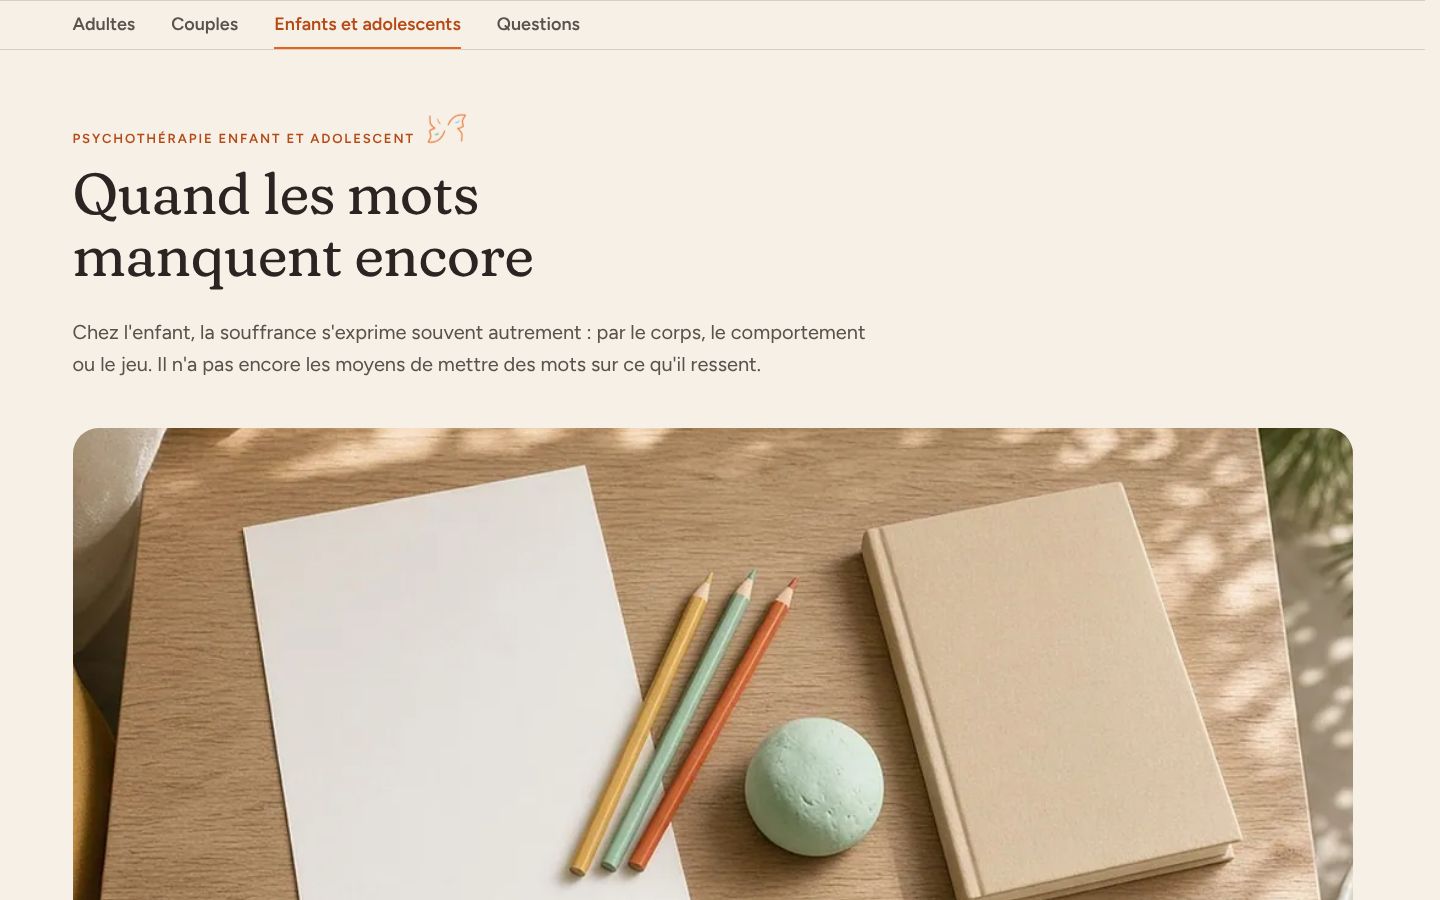 Adultes
Couples
Enfants et adolescents
Questions
PSYCHOTHÉRAPIE ENFANT ET ADOLESCENT
Quand les mots
manquent encore
Chez l'enfant, la souffrance s'exprime souvent autrement : par le corps, le comportement
ou le jeu. Il n'a pas encore les moyens de mettre des mots sur ce qu'il ressent.